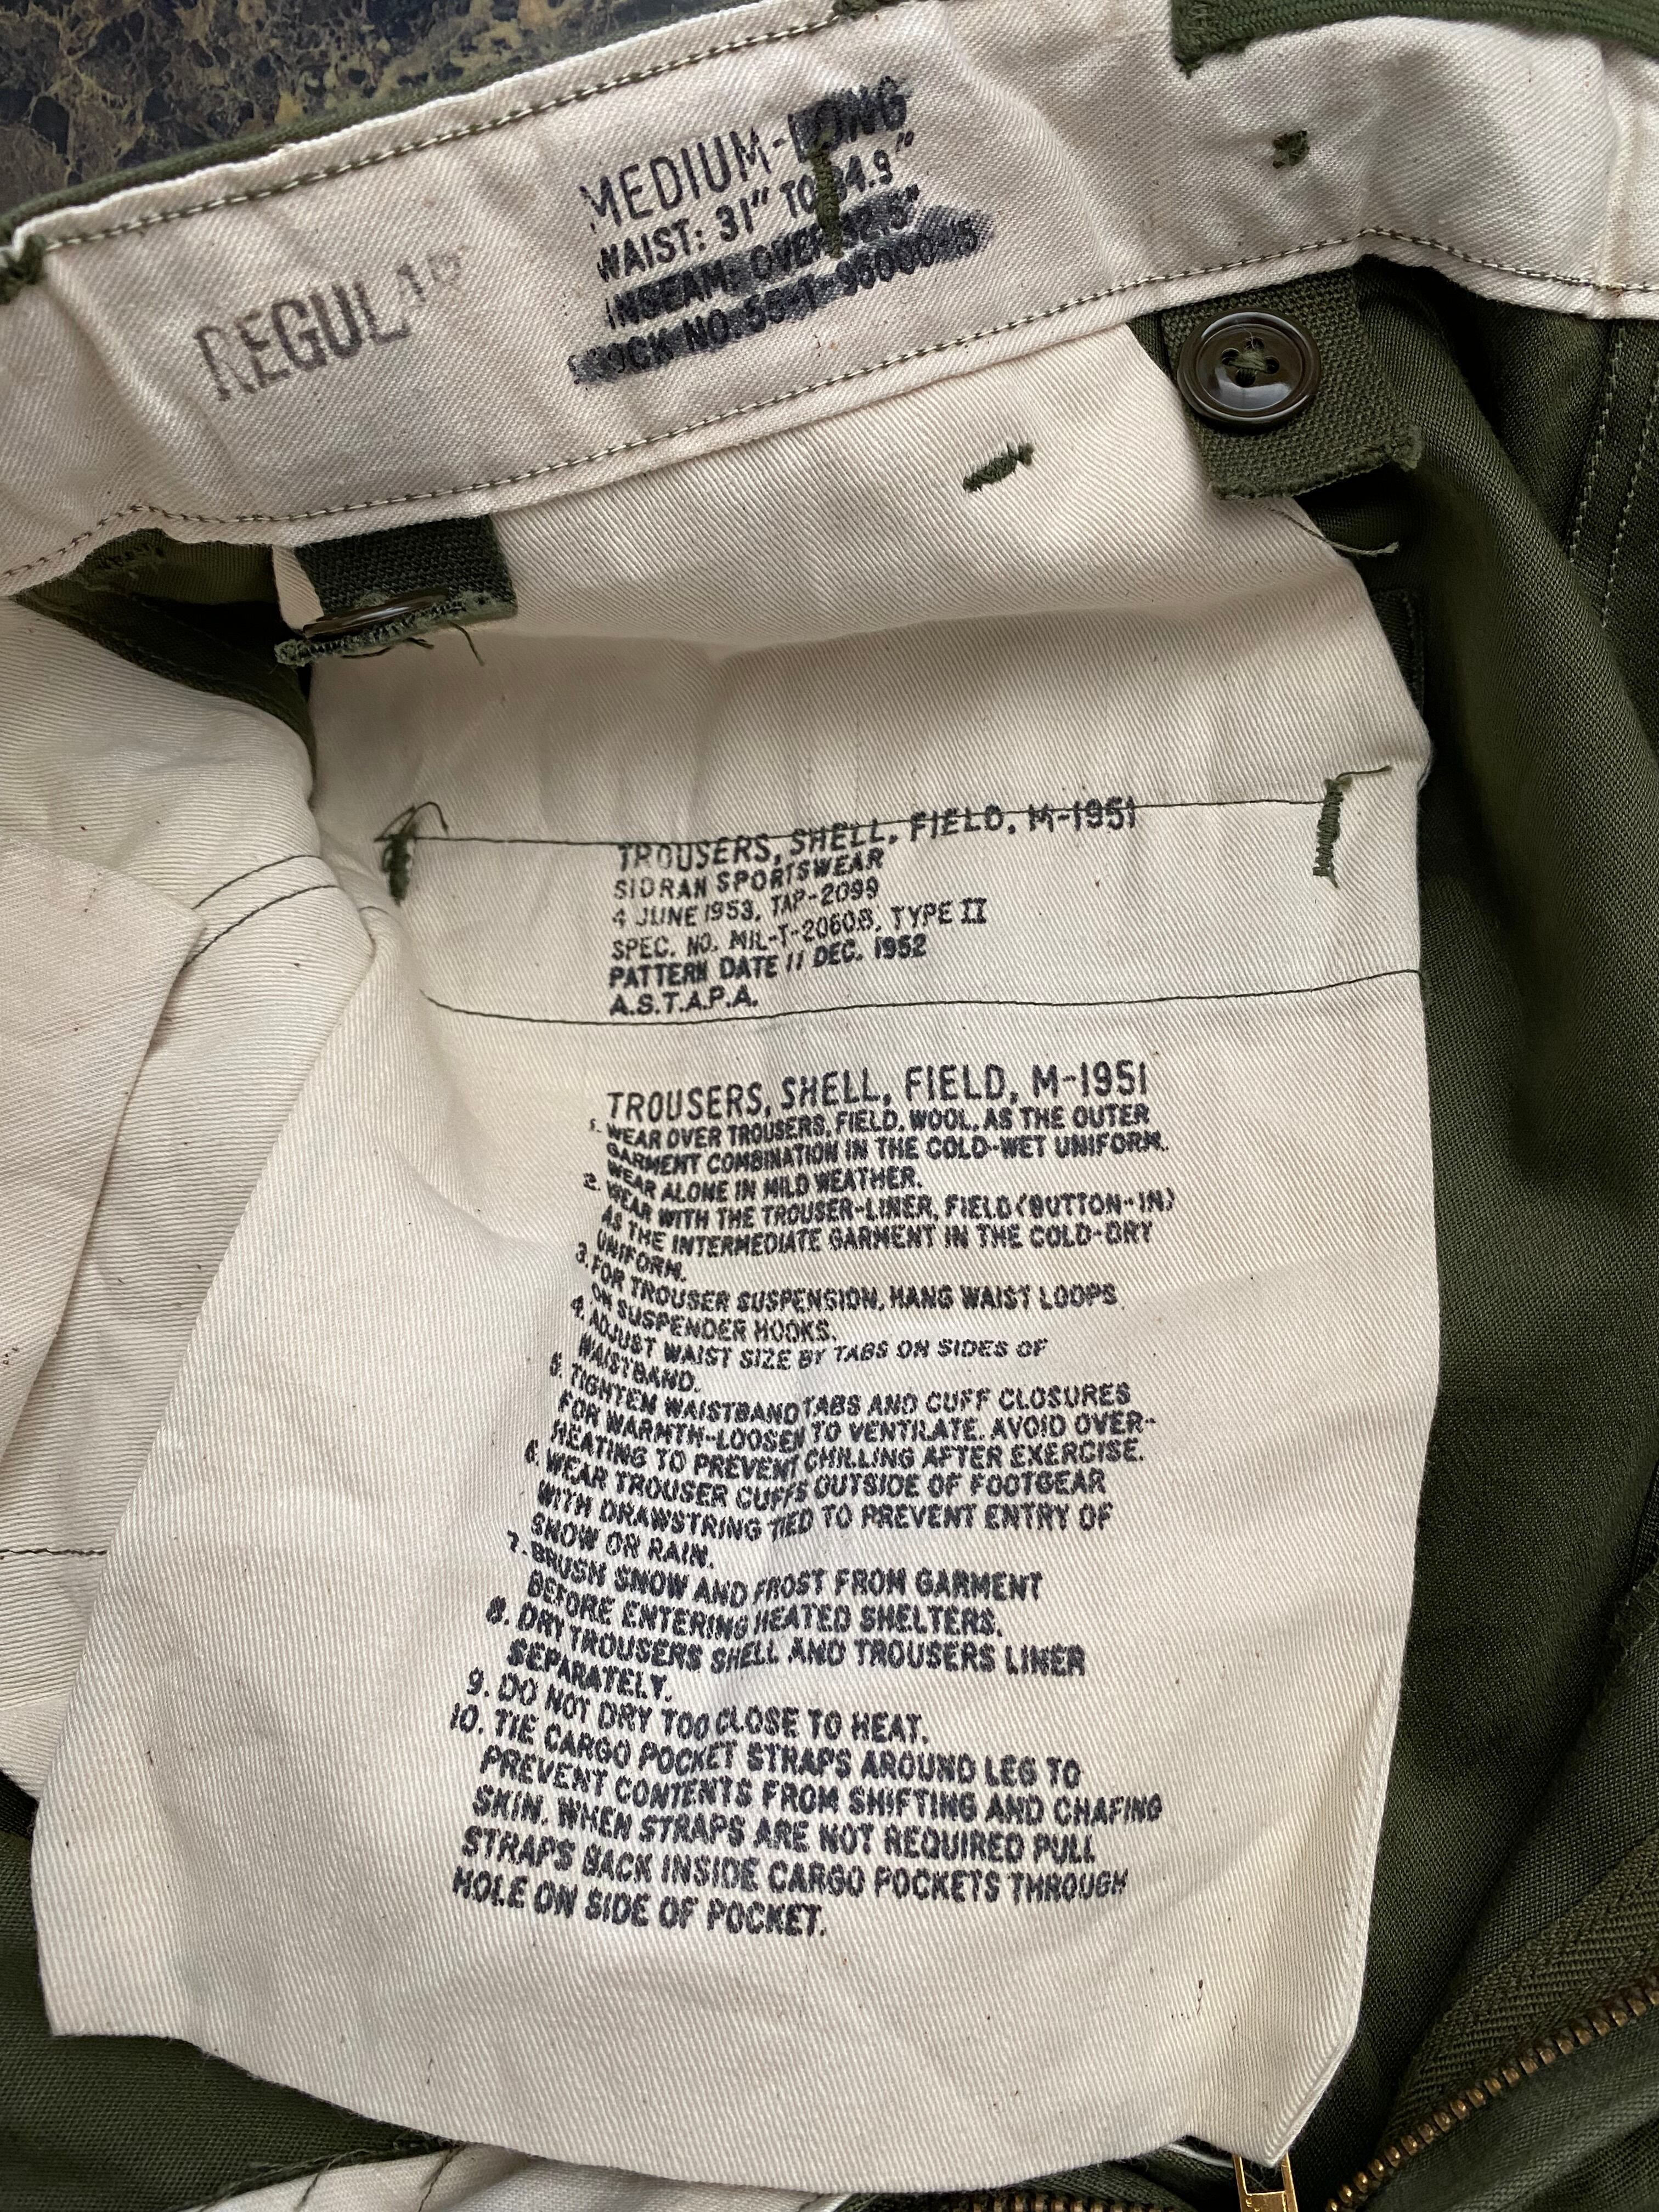 MEDIUM-LONG
WAIST: 31" TO 34.9"
INSEAM: OVER 32.5"
STOCK NO. 55-T-
REGULAR
TROUSERS, SHELL, FIELD, M-1951
SIDRAN SPORTSWEAR
4 JUNE 1953, TAP-2099
SPEC. NO. MIL-T-2060B, TYPE II
PATTERN DATE 11 DEC. 1952
A.S.T.A.P.A.
TROUSERS, SHELL, FIELD, M-1951
1. WEAR OVER TROUSERS, FIELD, WOOL, AS THE OUTER
GARMENT COMBINATION IN THE COLD-WET UNIFORM.
WEAR ALONE IN MILD WEATHER.
2. WEAR WITH THE TROUSER-LINER, FIELD (BUTTON-IN)
AS THE INTERMEDIATE GARMENT IN THE COLD-DRY
UNIFORM.
3. FOR TROUSER SUSPENSION, HANG WAIST LOOPS
ON SUSPENDER HOOKS.
4. ADJUST WAIST SIZE BY TABS ON SIDES OF
WAISTBAND.
5. TIGHTEN WAISTBAND TABS AND CUFF CLOSURES
FOR WARMTH-LOOSEN TO VENTILATE. AVOID OVER-
HEATING TO PREVENT CHILLING AFTER EXERCISE.
6. WEAR TROUSER CUFFS OUTSIDE OF FOOTGEAR
WITH DRAWSTRING TIED TO PREVENT ENTRY OF
SNOW OR RAIN.
7. BRUSH SNOW AND FROST FROM GARMENT
BEFORE ENTERING HEATED SHELTERS.
8. DRY TROUSERS SHELL AND TROUSERS LINER
SEPARATELY.
9. DO NOT DRY TOO CLOSE TO HEAT.
10. TIE CARGO POCKET STRAPS AROUND LEG TO
PREVENT CONTENTS FROM SHIFTING AND CHAFING
SKIN. WHEN STRAPS ARE NOT REQUIRED PULL
STRAPS BACK INSIDE CARGO POCKETS THROUGH
HOLE ON SIDE OF POCKET.